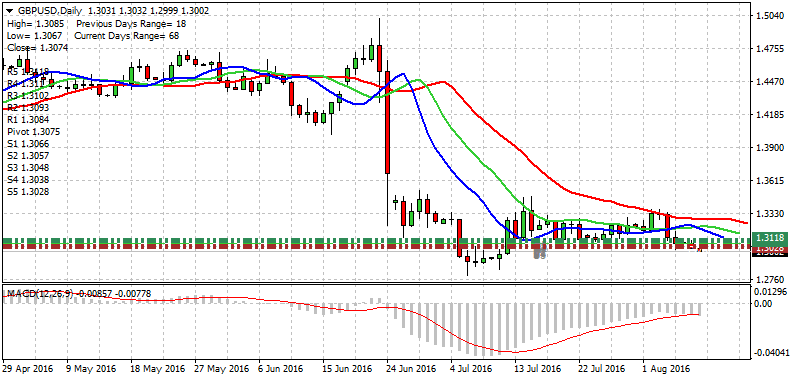 GBPUSD,Daily 1.3031 1.3032 1.2999 1.3002
High= 1.3085 Previous Days Range= 18
Low= 1.3067 Current Days Range= 68
Close= 1.3074
R5 1.3118
R3 1.3102
R2 1.3093
R1 1.3084
Pivot 1.3075
S1 1.3066
S2 1.3057
S3 1.3048
S4 1.3038
S5 1.3028
1.5040
1.4755
1.4470
1.4185
1.3900
1.3615
1.3330
1.3118
1.3028
1.2760
MACD(12,26,9) -0.00857 -0.00778
0.01296
0.00
-0.04041
29 Apr 2016 9 May 2016 18 May 2016 27 May 2016 6 Jun 2016 15 Jun 2016 24 Jun 2016 4 Jul 2016 13 Jul 2016 22 Jul 2016 1 Aug 2016